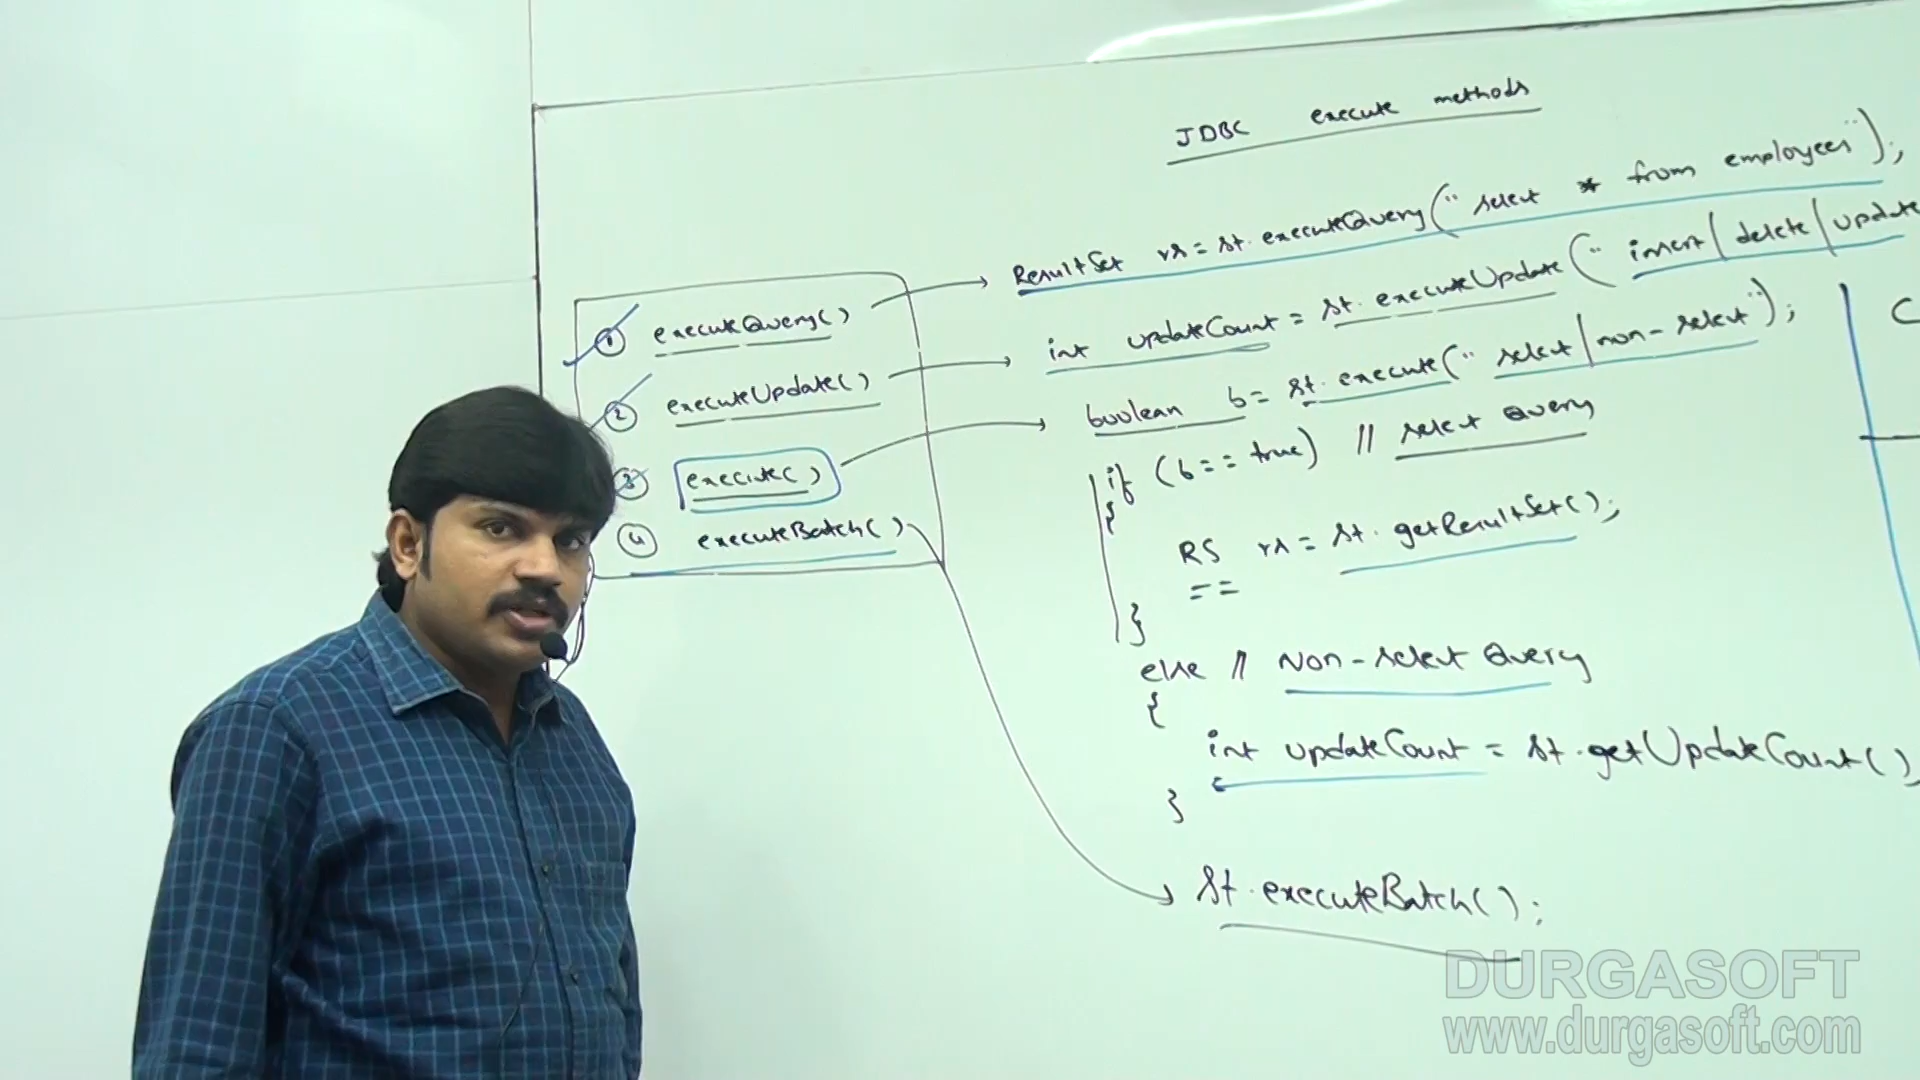 JDBC execute methods
① executeQuery()
② executeUpdate()
③ execute()
④ executeBatch()
ResultSet rs = st.executeQuery("select * from employees");
int updateCount = st.executeUpdate("insert/delete/update
boolean b = st.execute("select/non-select");
if (b == true) // select Query
{
RS rs = st.getResultSet();
==
}
else // Non-select Query
{
int updateCount = st.getUpdateCount();
}
st.executeBatch();
C
DURGASOFT
www.durgasoft.com